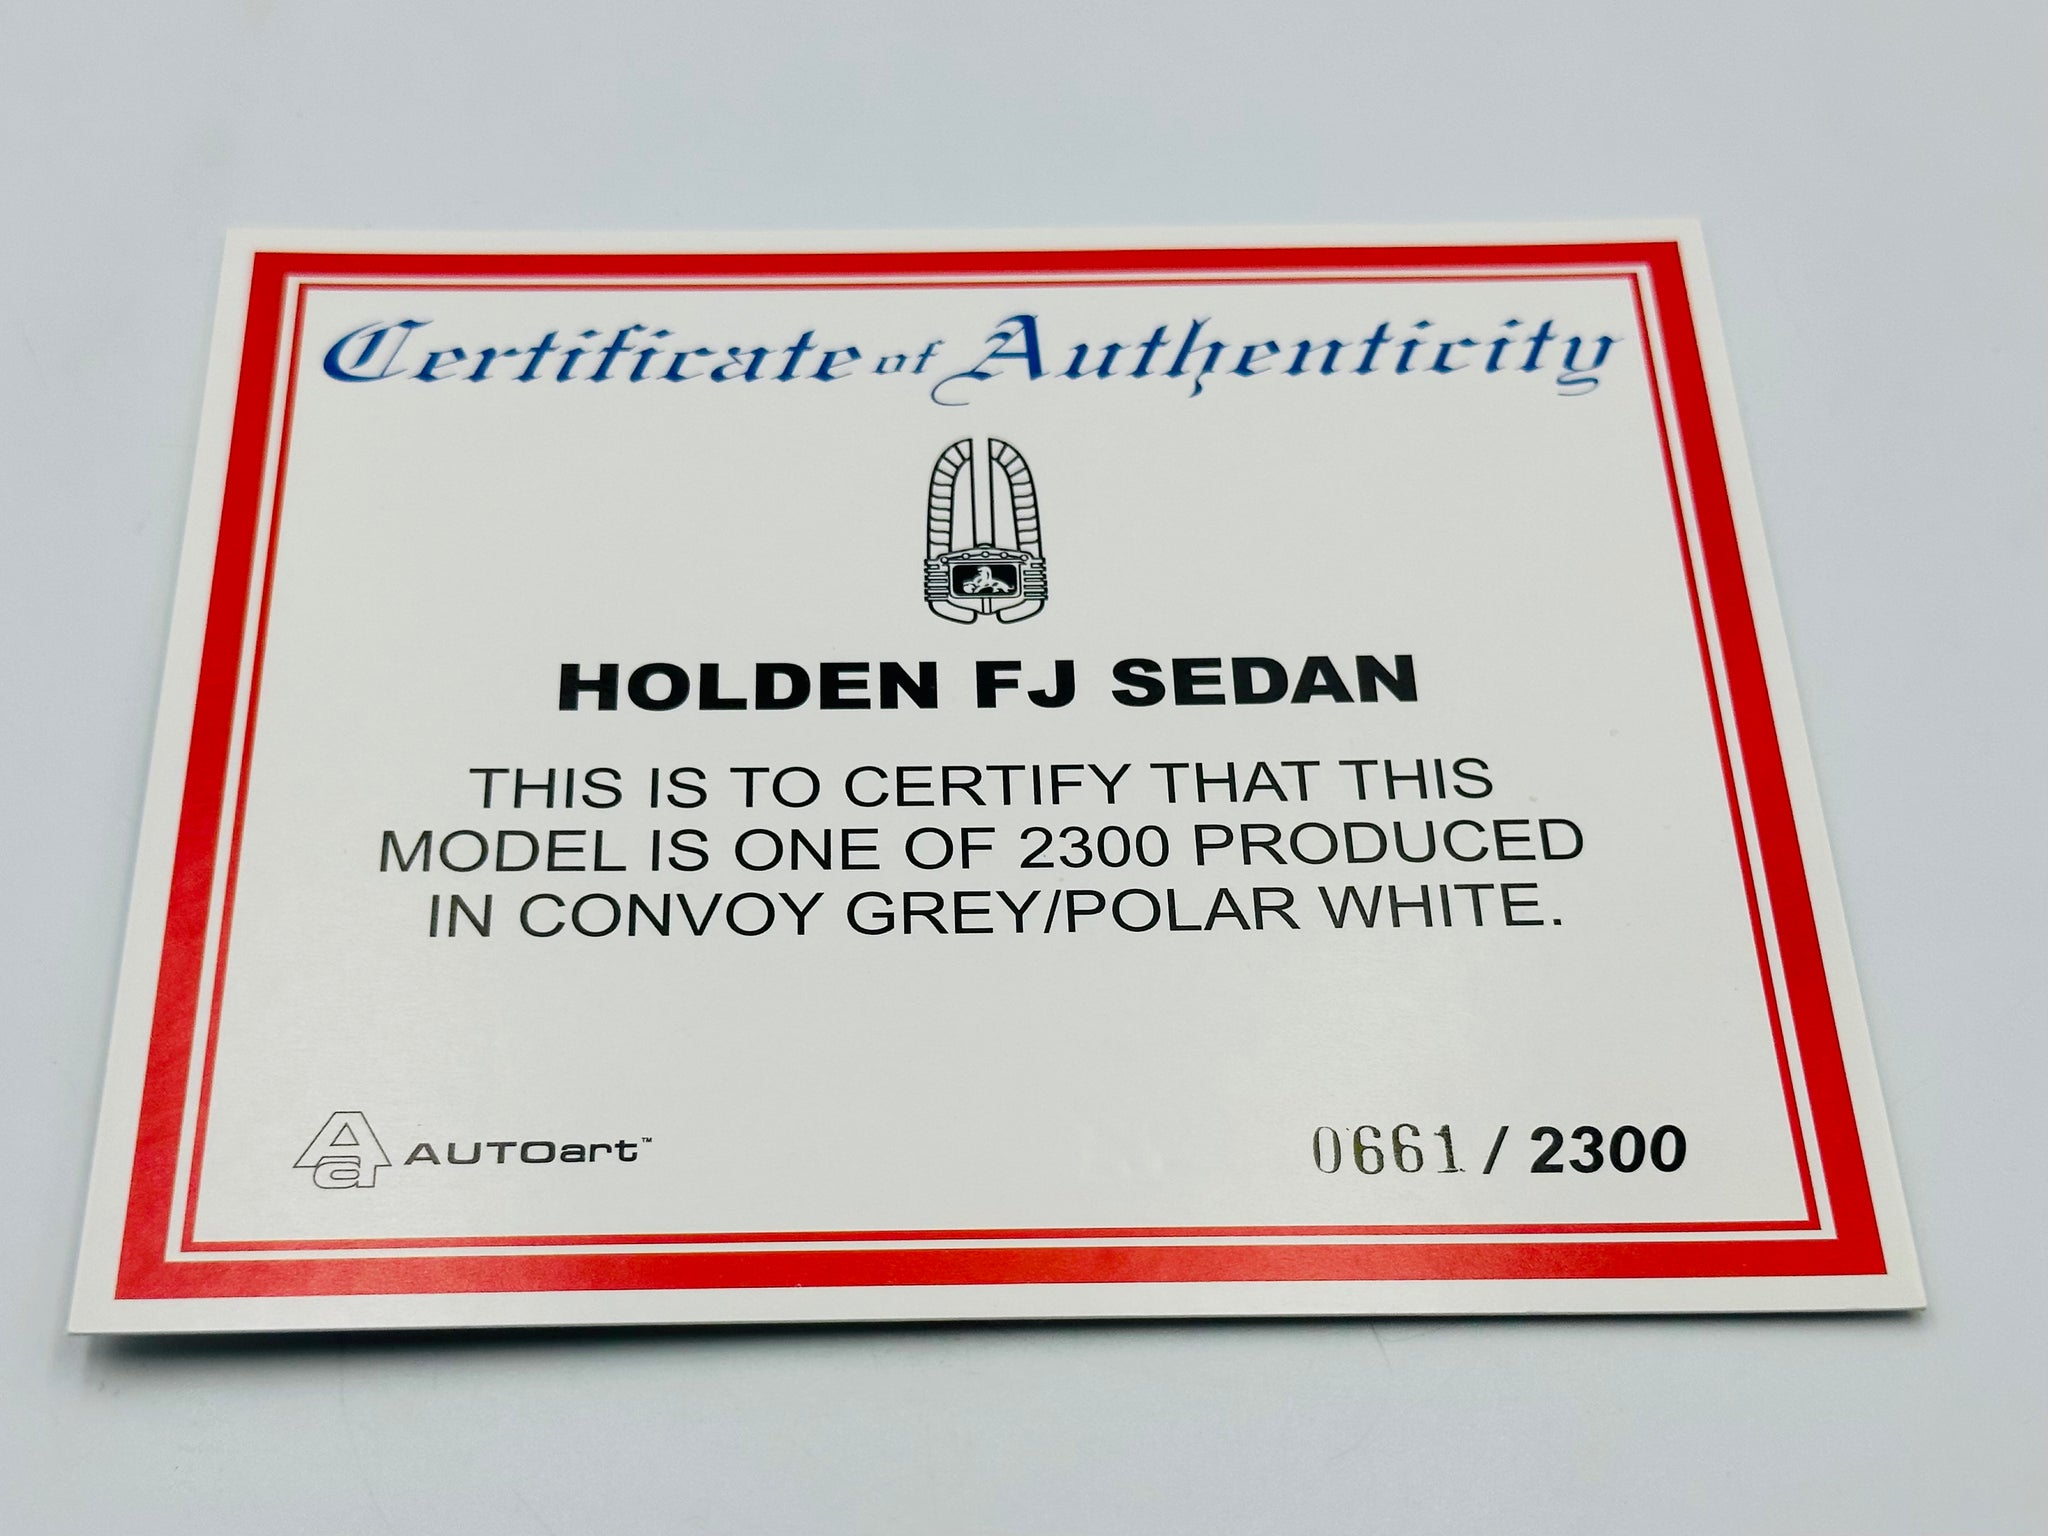 Certificate of Authenticity
HOLDEN FJ SEDAN
THIS IS TO CERTIFY THAT THIS
MODEL IS ONE OF 2300 PRODUCED
IN CONVOY GREY/POLAR WHITE.
Aa AUTOart™
0661 / 2300